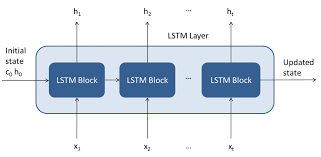 h1 h2 ... ht
LSTM Layer
Initial
state
c0 h0
LSTM Block LSTM Block ... LSTM Block
Updated
state
x1 x2 ... xt